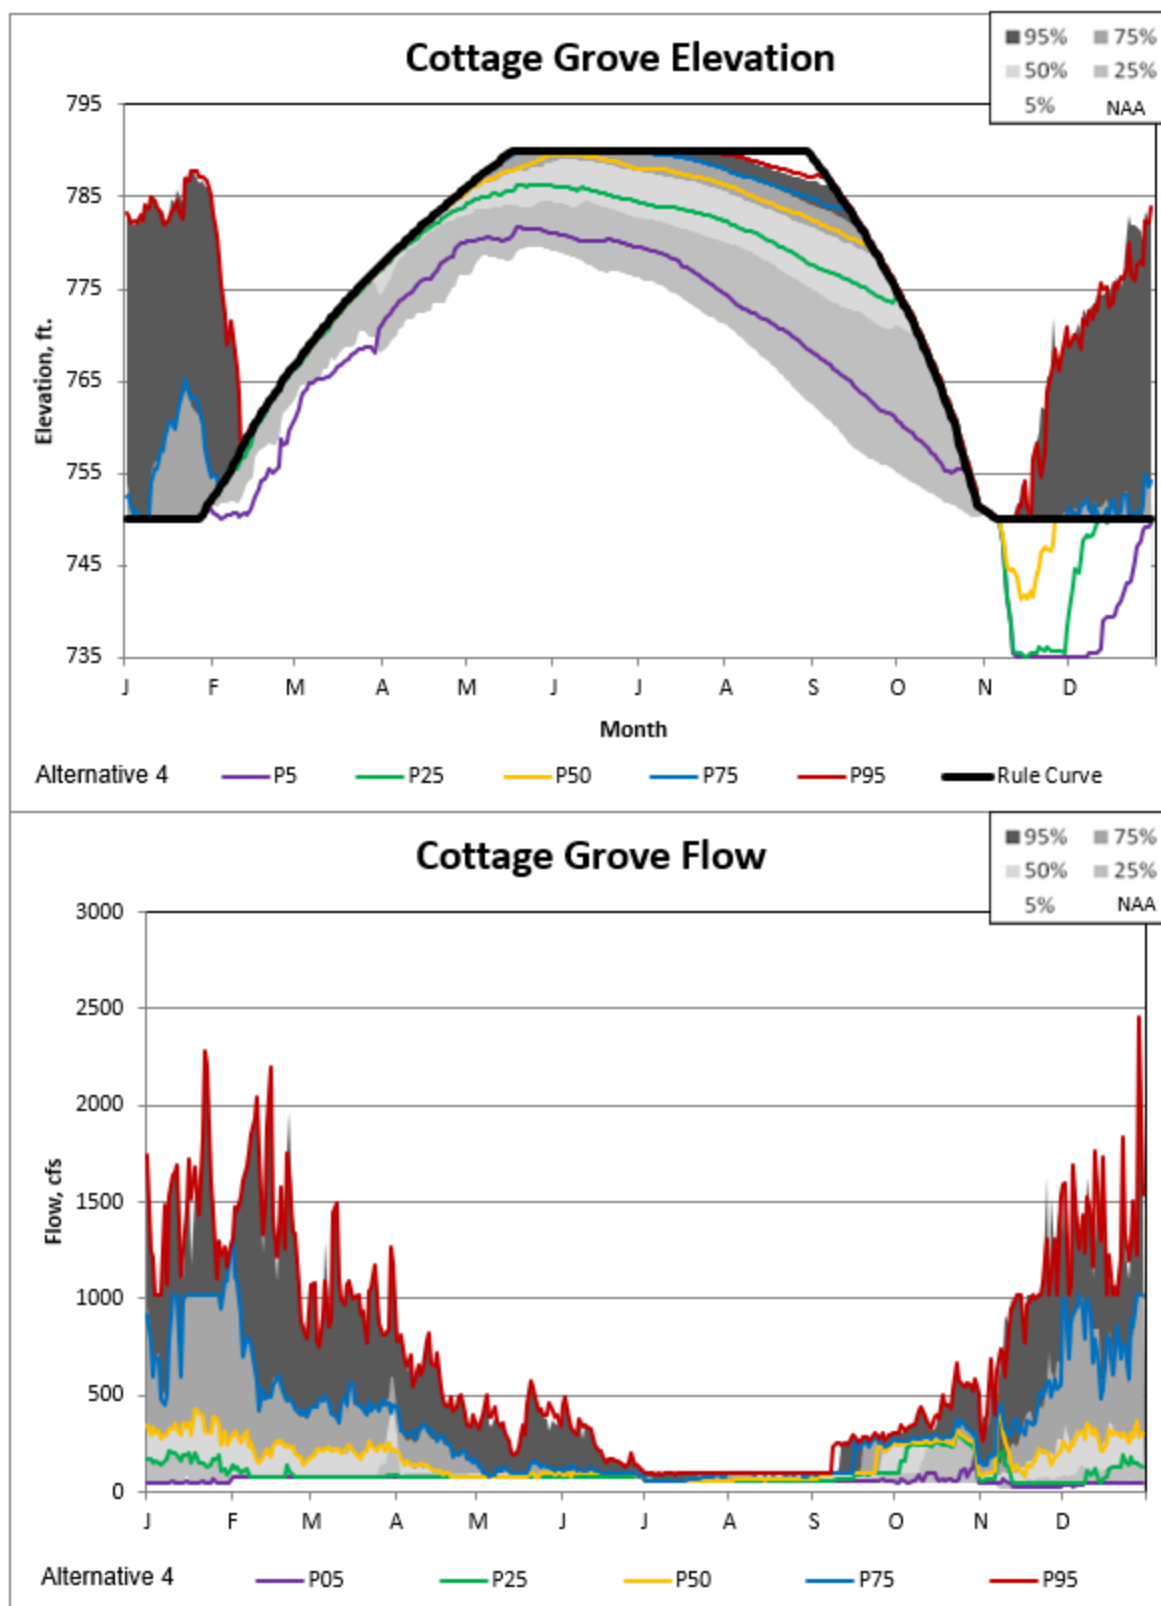 Cottage Grove Elevation
95% 75%
50% 25%
5% NAA
795
785
775
765
755
745
735
Elevation, ft.
J F M A M J J A S O N D
Month
Alternative 4 P5 P25 P50 P75 P95 Rule Curve
Cottage Grove Flow
95% 75%
50% 25%
5% NAA
3000
2500
2000
1500
1000
500
0
Flow, cfs
J F M A M J J A S O N D
Alternative 4 P05 P25 P50 P75 P95